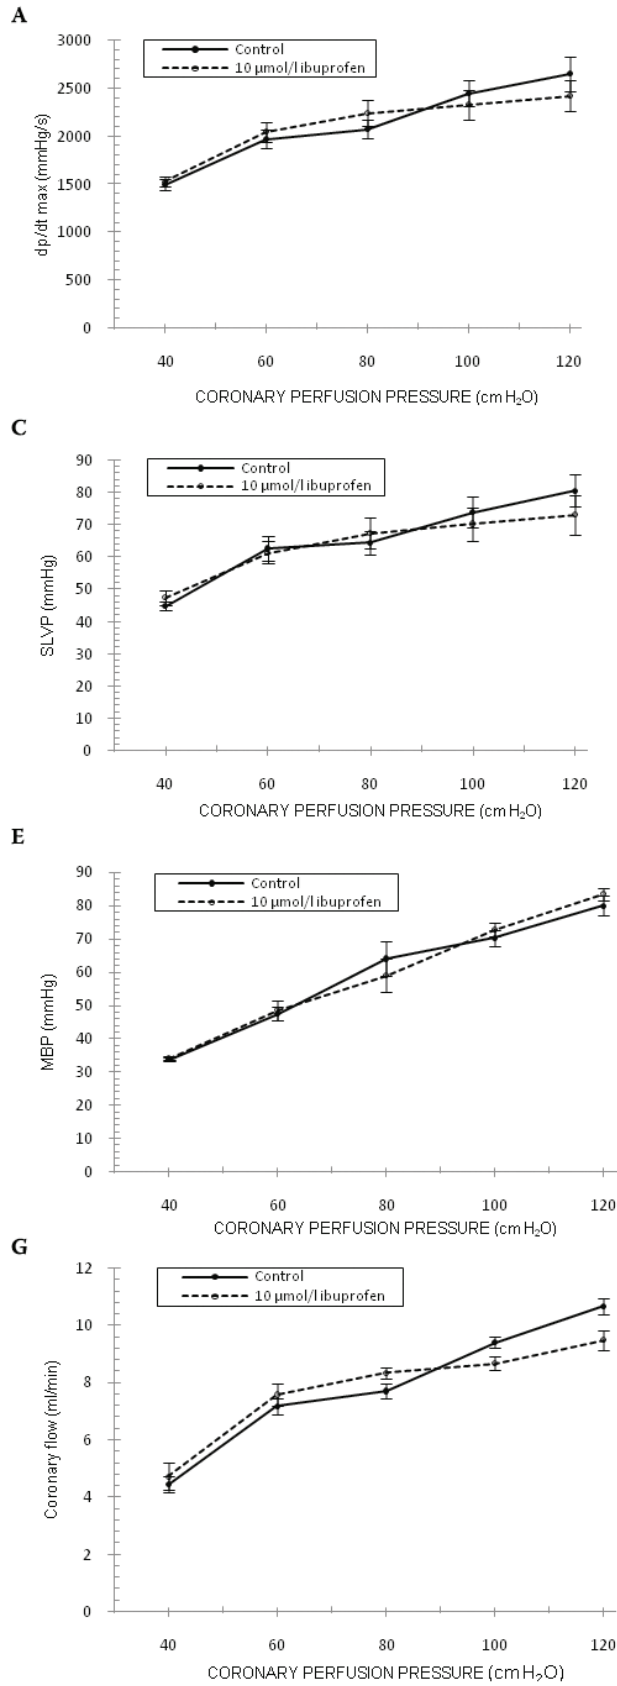 A
3000
2500
2000
1500
1000
500
0
dp/dt max (mmHg/s)
Control
10 µmol/l ibuprofen
40 60 80 100 120
CORONARY PERFUSION PRESSURE (cm H₂O)
C
90
80
70
60
50
40
30
20
10
0
SLVP (mmHg)
Control
10 µmol/l ibuprofen
40 60 80 100 120
CORONARY PERFUSION PRESSURE (cm H₂O)
E
90
80
70
60
50
40
30
20
10
0
MBP (mmHg)
Control
10 µmol/l ibuprofen
40 60 80 100 120
CORONARY PERFUSION PRESSURE (cm H₂O)
G
12
10
8
6
4
2
0
Coronary flow (ml/min)
Control
10 µmol/l ibuprofen
40 60 80 100 120
CORONARY PERFUSION PRESSURE (cm H₂O)